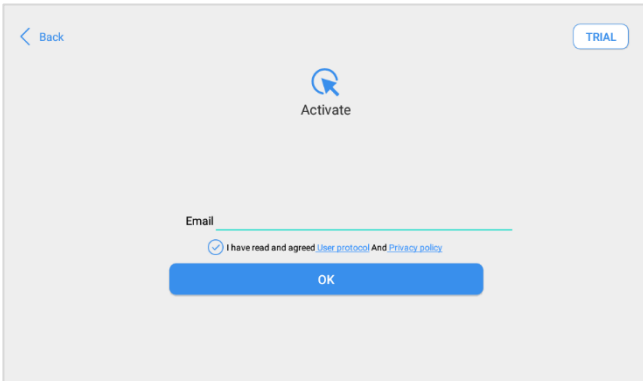 Back
TRIAL
Activate
Email
I have read and agreed User protocol And Privacy policy
OK